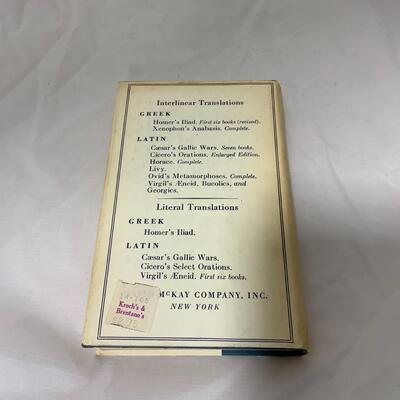 Interlinear Translations
GREEK
Homer's Iliad. First six books (revised).
Xenophon's Anabasis. Complete.
LATIN
Cæsar's Gallic Wars. Seven books.
Cicero's Orations. Enlarged Edition.
Horace. Complete.
Livy.
Ovid's Metamorphoses. Complete.
Virgil's Æneid, Bucolics, and
Georgics.
Literal Translations
GREEK
Homer's Iliad.
LATIN
Cæsar's Gallic Wars.
Cicero's Select Orations.
Virgil's Æneid. First six books.
McKAY COMPANY, INC.
NEW YORK
Kroch's &
Brentano's